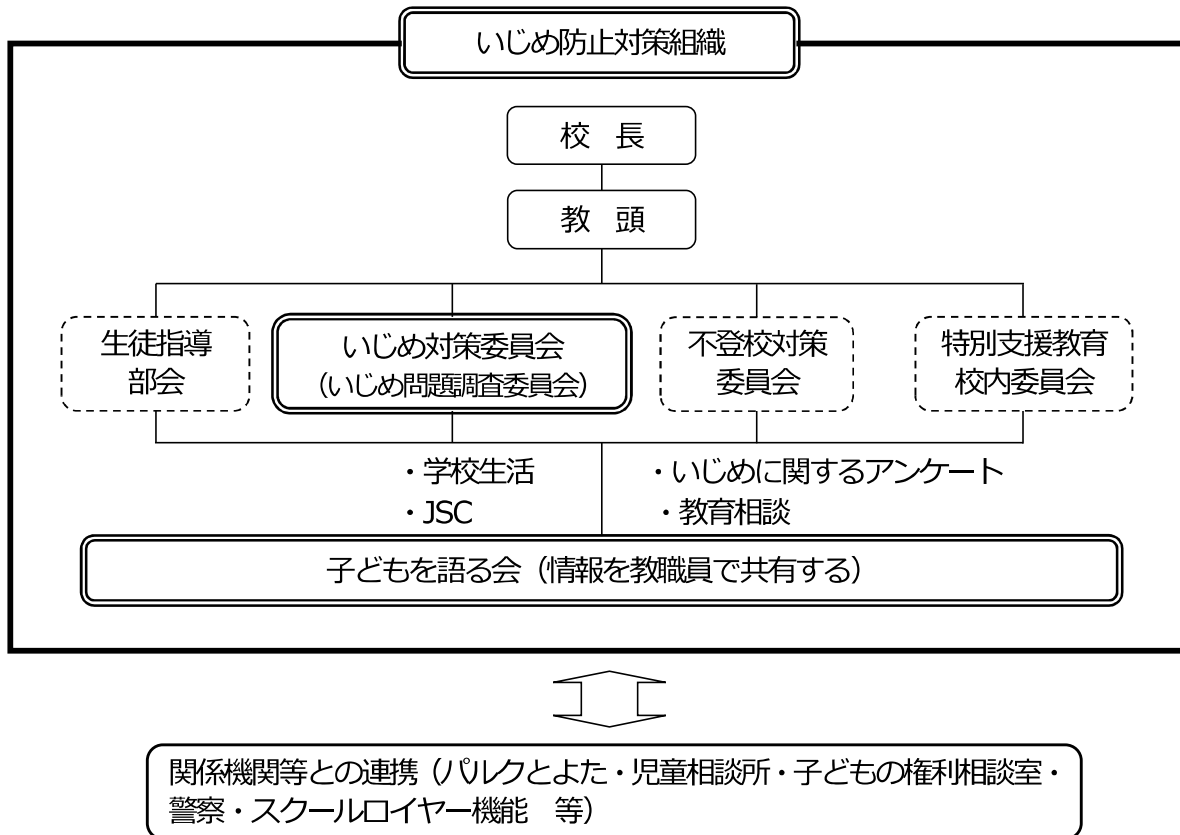 いじめ防止対策組織
校　長
教　頭
生徒指導
部会
いじめ対策委員会
（いじめ問題調査委員会）
不登校対策
委員会
特別支援教育
校内委員会
・学校生活
・JSC
・いじめに関するアンケート
・教育相談
子どもを語る会（情報を教職員で共有する）
関係機関等との連携（パルクとよた・児童相談所・子どもの権利相談室・
警察・スクールロイヤー機能　等）